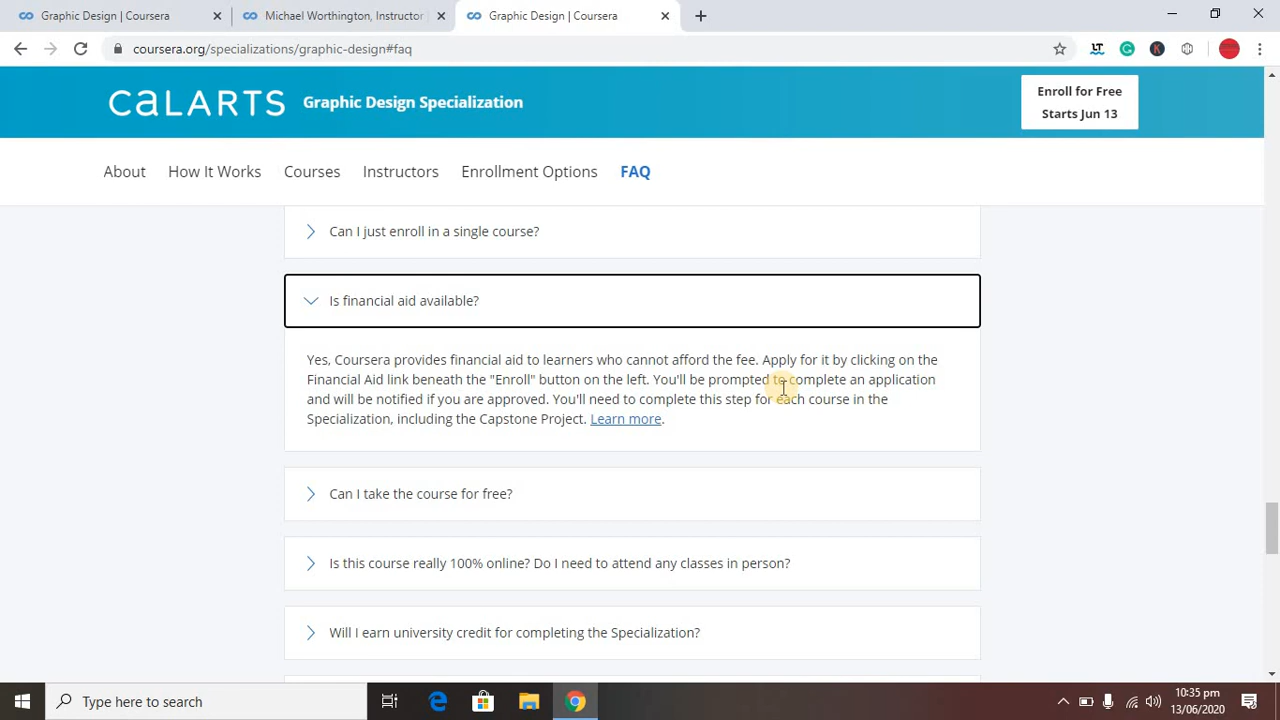 Graphic Design | Coursera
Michael Worthington, Instructor
Graphic Design | Coursera
coursera.org/specializations/graphic-design#faq
CALARTS
Graphic Design Specialization
Enroll for Free
Starts Jun 13
About
How It Works
Courses
Instructors
Enrollment Options
FAQ
Can I just enroll in a single course?
Is financial aid available?
Yes, Coursera provides financial aid to learners who cannot afford the fee. Apply for it by clicking on the
Financial Aid link beneath the "Enroll" button on the left. You'll be prompted to complete an application
and will be notified if you are approved. You'll need to complete this step for each course in the
Specialization, including the Capstone Project. Learn more.
Can I take the course for free?
Is this course really 100% online? Do I need to attend any classes in person?
Will I earn university credit for completing the Specialization?
Type here to search
10:35 pm
13/06/2020